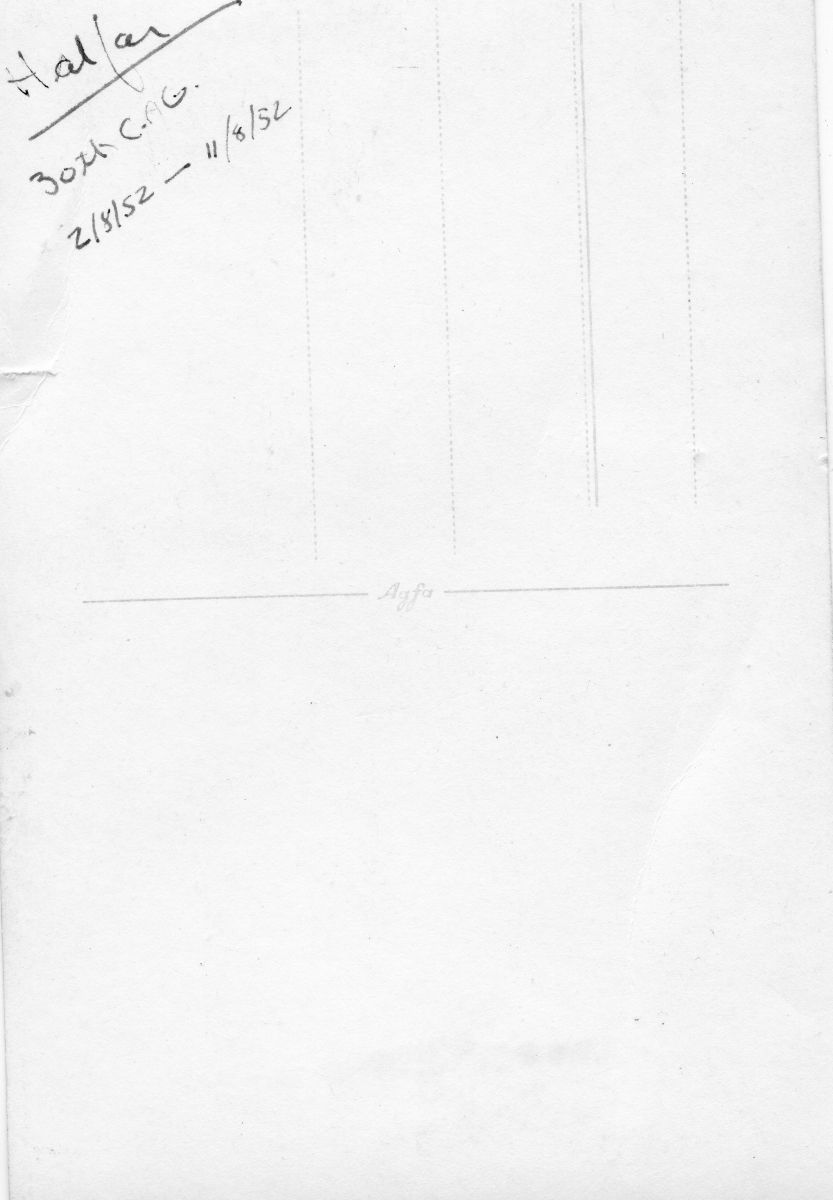 Halfar
30th C.A.G.
2/8/52 — 11/8/52
Agfa